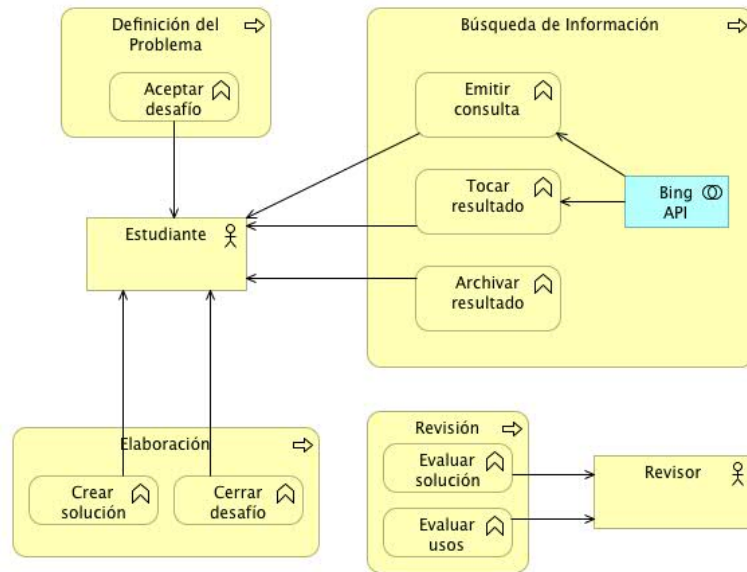 Definición del
Problema
Aceptar
desafío
Búsqueda de Información
Emitir
consulta
Tocar
resultado
Bing
API
Archivar
resultado
Estudiante
Elaboración
Crear
solución
Cerrar
desafío
Revisión
Evaluar
solución
Evaluar
usos
Revisor